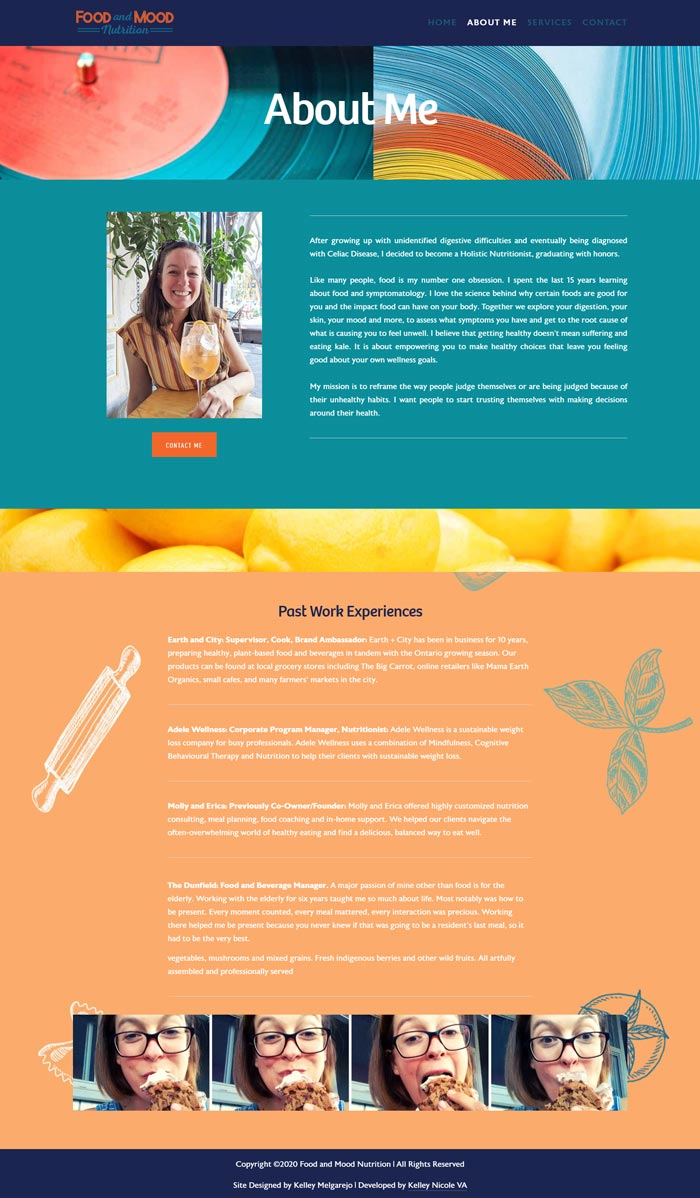 FOOD and MOOD
Nutrition
HOME ABOUT ME SERVICES CONTACT
About Me
After growing up with unidentified digestive difficulties and eventually being diagnosed
with Celiac Disease, I decided to become a Holistic Nutritionist, graduating with honors.
Like many people, food is my number one obsession. I spent the last 15 years learning
about food and symptomatology. I love the science behind why certain foods are good for
you and the impact food can have on your body. Together we explore your digestion, your
skin, your mood and more, to assess what symptoms you have and get to the root cause of
what is causing you to feel unwell. I believe that getting healthy doesn't mean suffering and
eating kale. It is about empowering you to make healthy choices that leave you feeling
good about your own wellness goals.
My mission is to reframe the way people judge themselves or are being judged because of
their unhealthy habits. I want people to start trusting themselves with making decisions
around their health.
CONTACT ME
Past Work Experiences
Earth and City: Supervisor, Cook, Brand Ambassador: Earth + City has been in business for 10 years,
preparing healthy, plant-based food and beverages in tandem with the Ontario growing season. Our
products can be found at local grocery stores including The Big Carrot, online retailers like Mama Earth
Organics, small cafes, and many farmers' markets in the city.
Adele Wellness: Corporate Program Manager, Nutritionist: Adele Wellness is a sustainable weight
loss company for busy professionals. Adele Wellness uses a combination of Mindfulness, Cognitive
Behavioural Therapy and Nutrition to help their clients with sustainable weight loss.
Molly and Erica: Previously Co-Owner/Founder: Molly and Erica offered highly customized nutrition
consulting, meal planning, food coaching and in-home support. We helped our clients navigate the
often-overwhelming world of healthy eating and find a delicious, balanced way to eat well.
The Dunfield: Food and Beverage Manager. A major passion of mine other than food is for the
elderly. Working with the elderly for six years taught me so much about life. Most notably was how to
be present. Every moment counted, every meal mattered, every interaction was precious. Working
there helped me be present because you never knew if that was going to be a resident's last meal, so it
had to be the very best.
vegetables, mushrooms and mixed grains. Fresh indigenous berries and other wild fruits. All artfully
assembled and professionally served
Copyright ©2020 Food and Mood Nutrition | All Rights Reserved
Site Designed by Kelley Melgarejo | Developed by Kelley Nicole VA